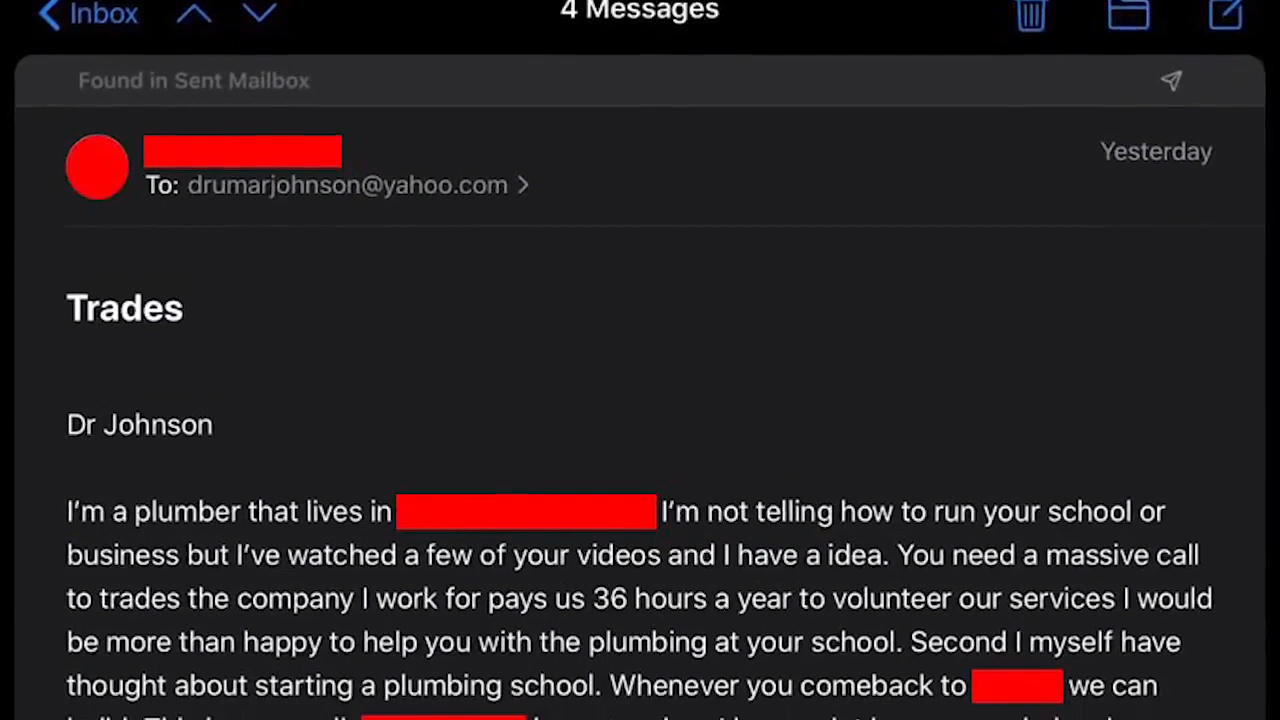 Inbox
4 Messages
Found in Sent Mailbox
To: drumarjohnson@yahoo.com
Yesterday
Trades
Dr Johnson
I'm a plumber that lives in I'm not telling how to run your school or
business but I've watched a few of your videos and I have a idea. You need a massive call
to trades the company I work for pays us 36 hours a year to volunteer our services I would
be more than happy to help you with the plumbing at your school. Second I myself have
thought about starting a plumbing school. Whenever you comeback to we can